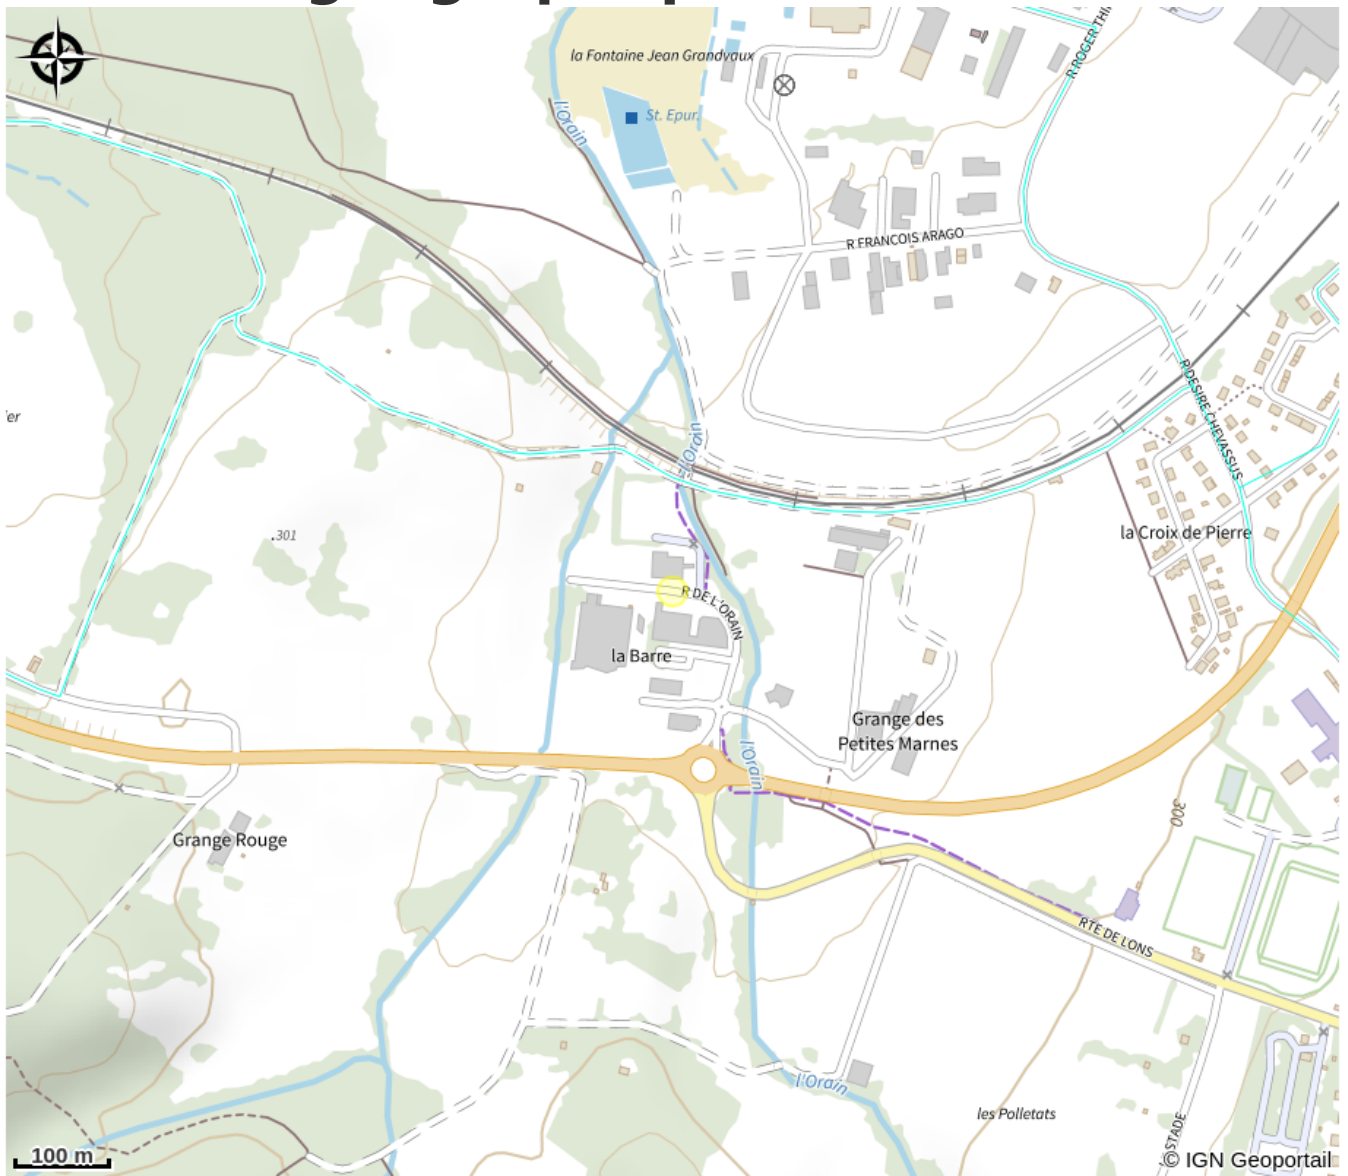 la Fontaine Jean Grandvaux
R ROGER THI
l'Orain
St. Epur.
R FRANCOIS ARAGO
R DESIRE CHEVASSUS
ier
l'Orain
.301
la Croix de Pierre
R DE L'ORAIN
la Barre
Grange des
Petites Marnes
l'Orain
300
Grange Rouge
RTE DE LONS
l'Orain
les Polletats
STADE
100 m
© IGN Geoportail